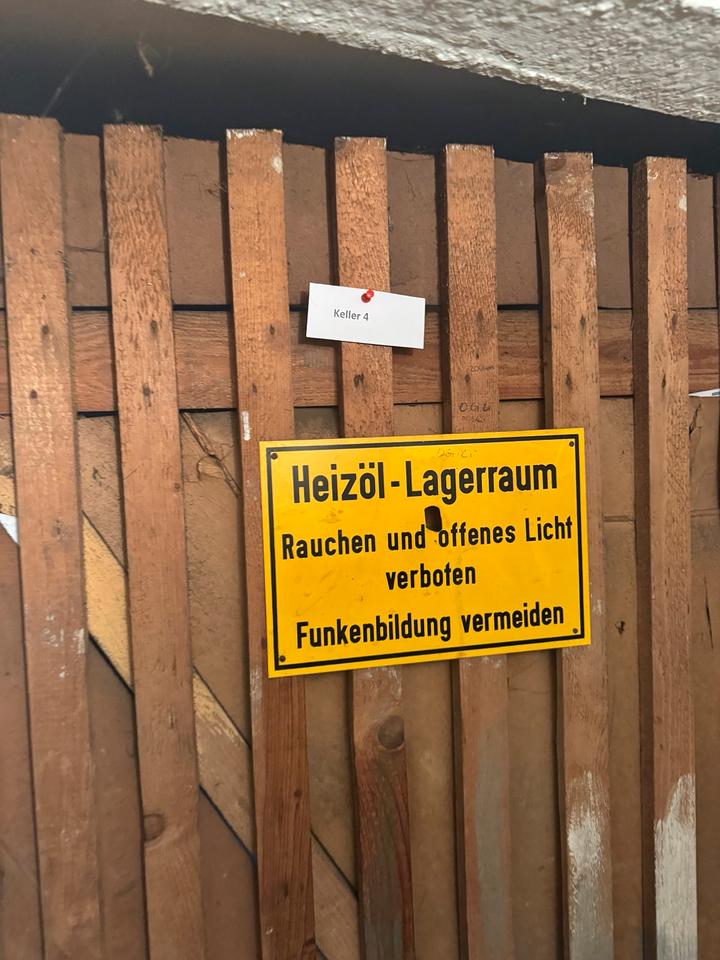 Keller 4
Heizöl-Lagerraum
Rauchen und offenes Licht
verboten
Funkenbildung vermeiden